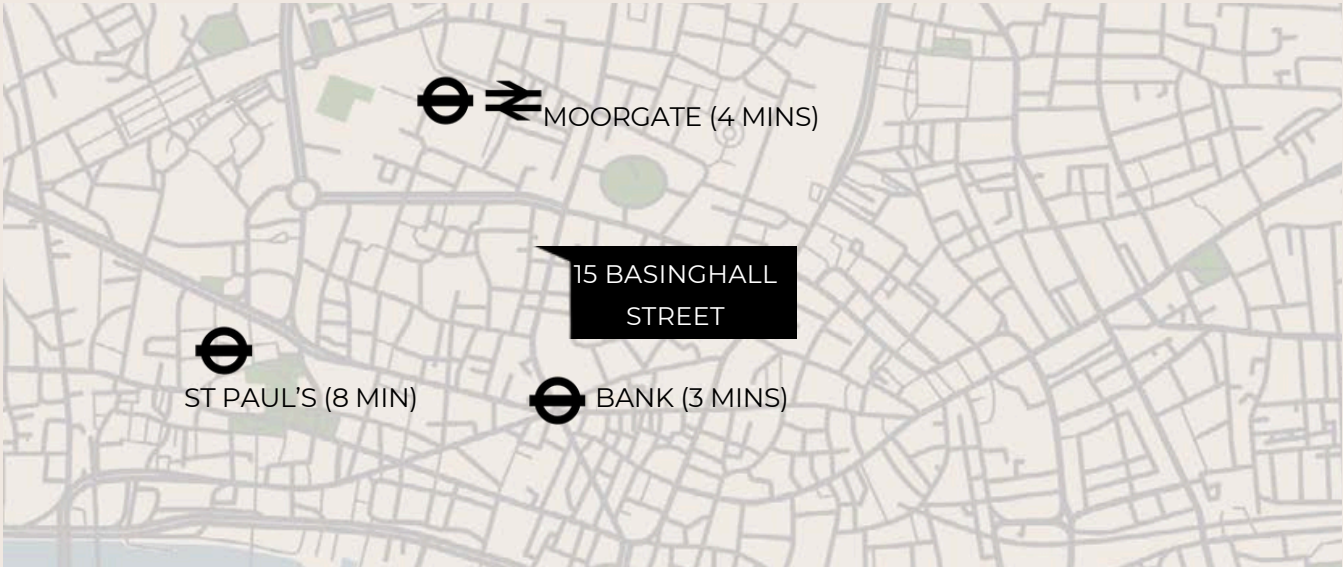 MOORGATE (4 MINS)
15 BASINGHALL
STREET
ST PAUL’S (8 MIN)
BANK (3 MINS)